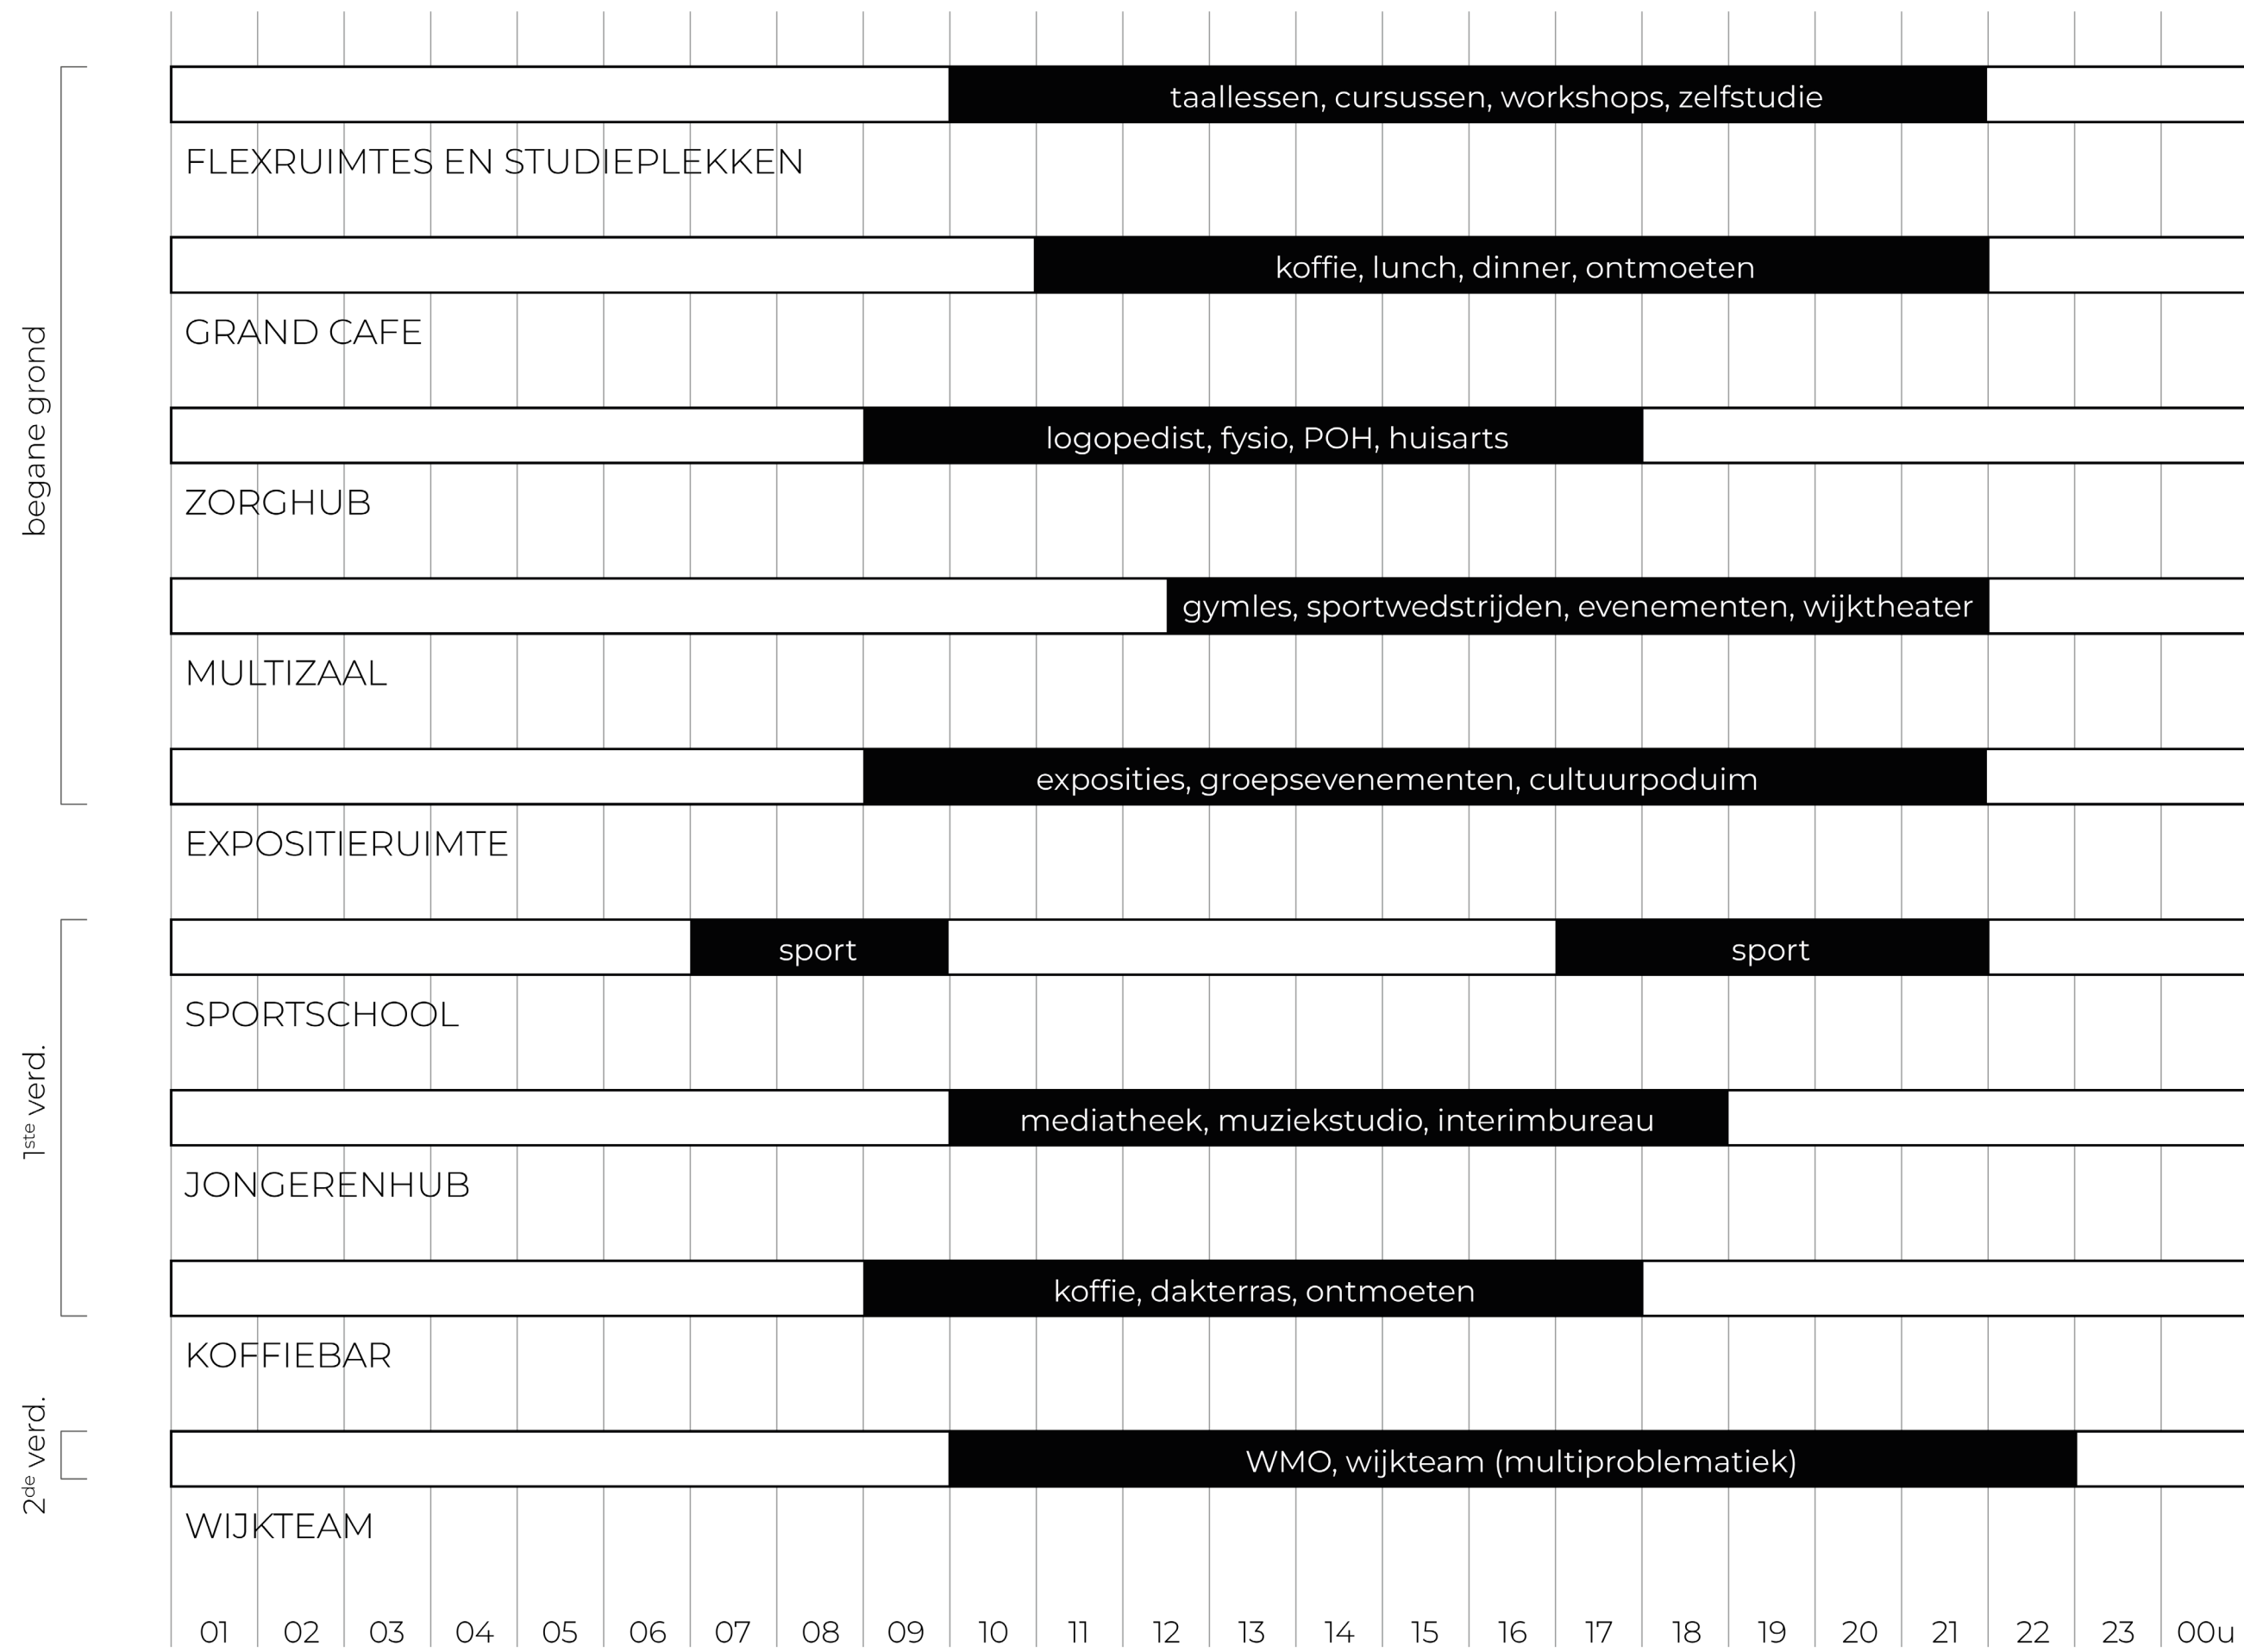 begane grond
taallessen, cursussen, workshops, zelfstudie
FLEXRUIMTES EN STUDIEPLEKKEN
koffie, lunch, dinner, ontmoeten
GRAND CAFE
logopedist, fysio, POH, huisarts
ZORGHUB
gymles, sportwedstrijden, evenementen, wijktheater
MULTIZAAL
exposities, groepsevenementen, cultuurpoduim
EXPOSITIERUIMTE
1ste verd.
sport sport
SPORTSCHOOL
mediatheek, muziekstudio, interimbureau
JONGERENHUB
koffie, dakterras, ontmoeten
KOFFIEBAR
2de verd.
WMO, wijkteam (multiproblematiek)
WIJKTEAM
01 02 03 04 05 06 07 08 09 10 11 12 13 14 15 16 17 18 19 20 21 22 23 00u